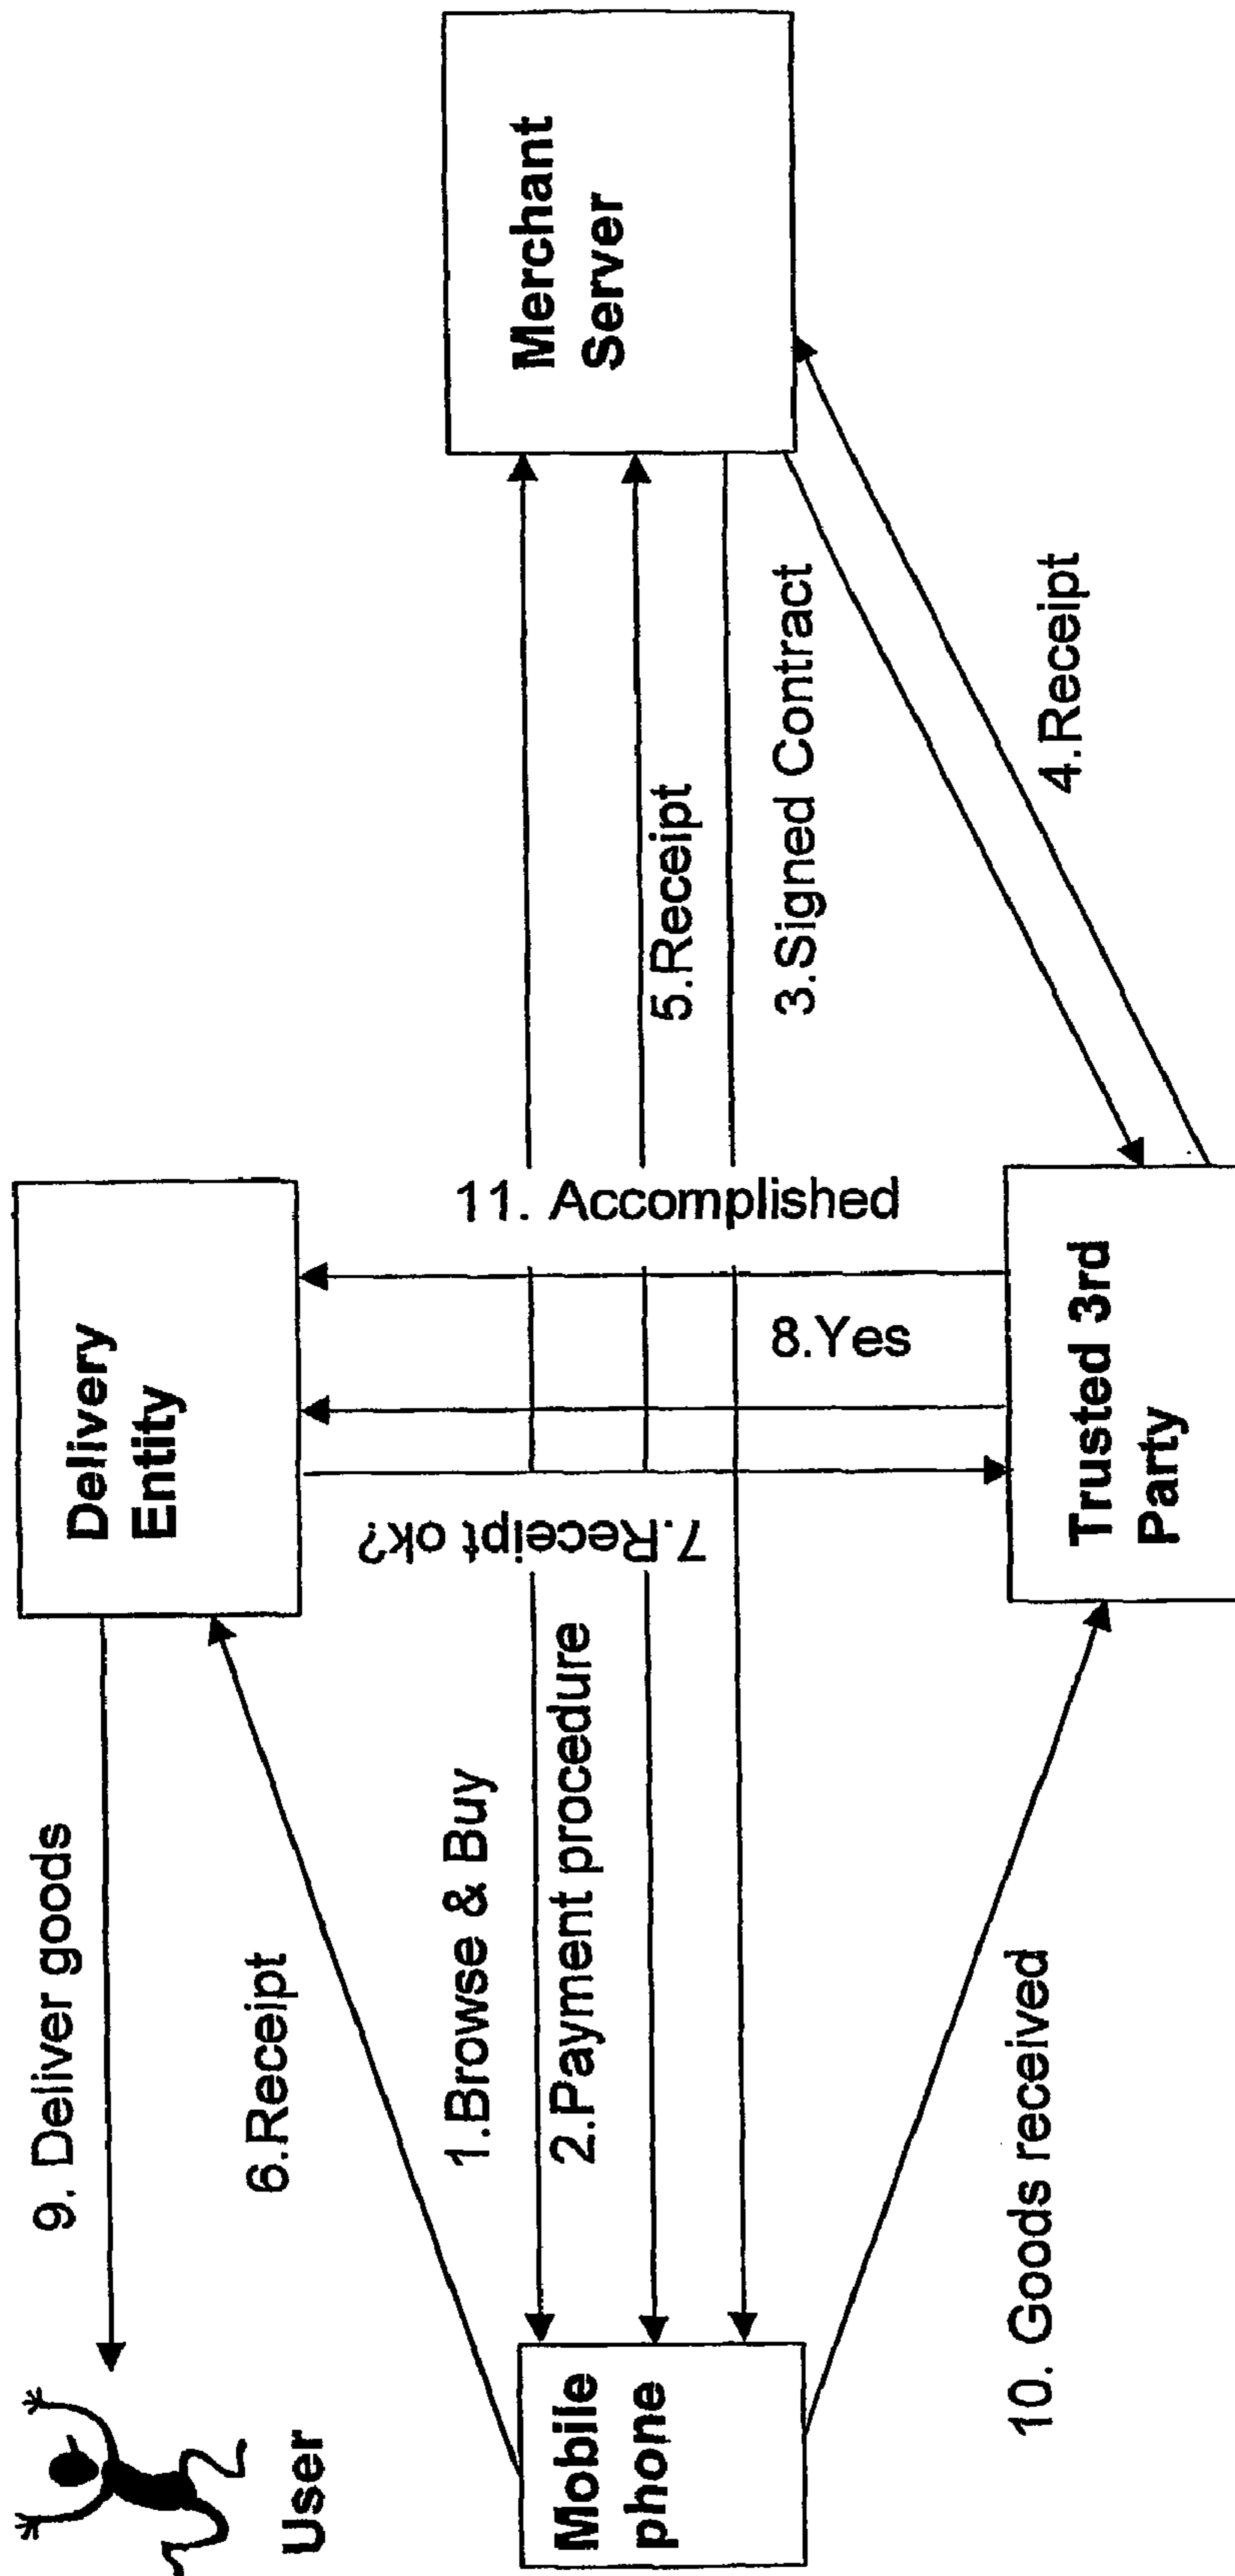 User
9. Deliver goods
Delivery
Entity
6.Receipt
1.Browse & Buy
2.Payment procedure
7.Receipt ok?
11. Accomplished
8.Yes
5.Receipt
3.Signed Contract
Merchant
Server
Mobile
phone
10. Goods received
Trusted 3rd
Party
4.Receipt